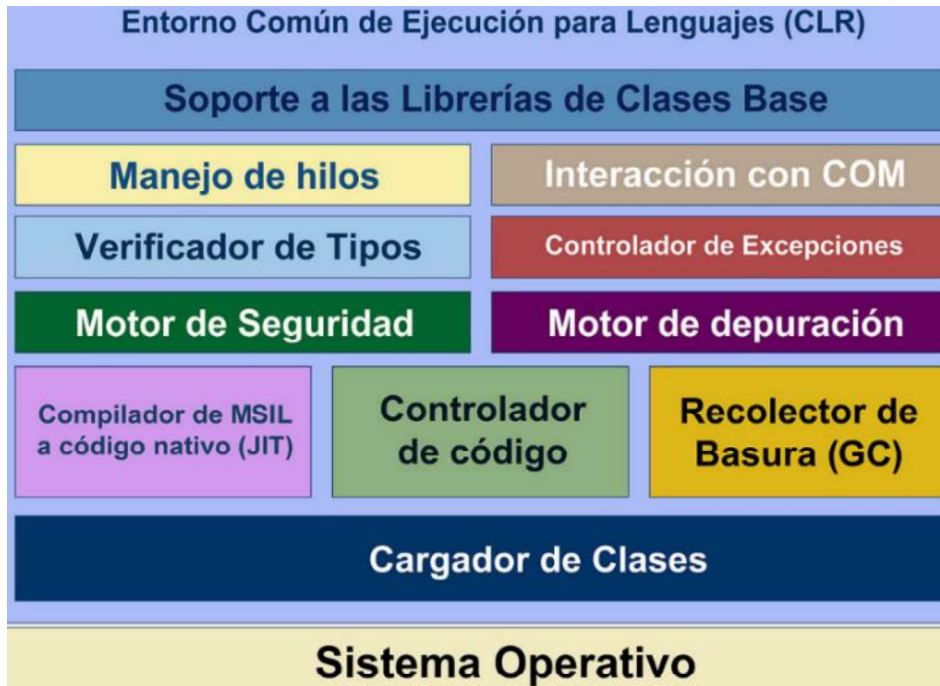 Entorno Común de Ejecución para Lenguajes (CLR)
Soporte a las Librerías de Clases Base
Manejo de hilos
Interacción con COM
Verificador de Tipos
Controlador de Excepciones
Motor de Seguridad
Motor de depuración
Compilador de MSIL
a código nativo (JIT)
Controlador
de código
Recolector de
Basura (GC)
Cargador de Clases
Sistema Operativo